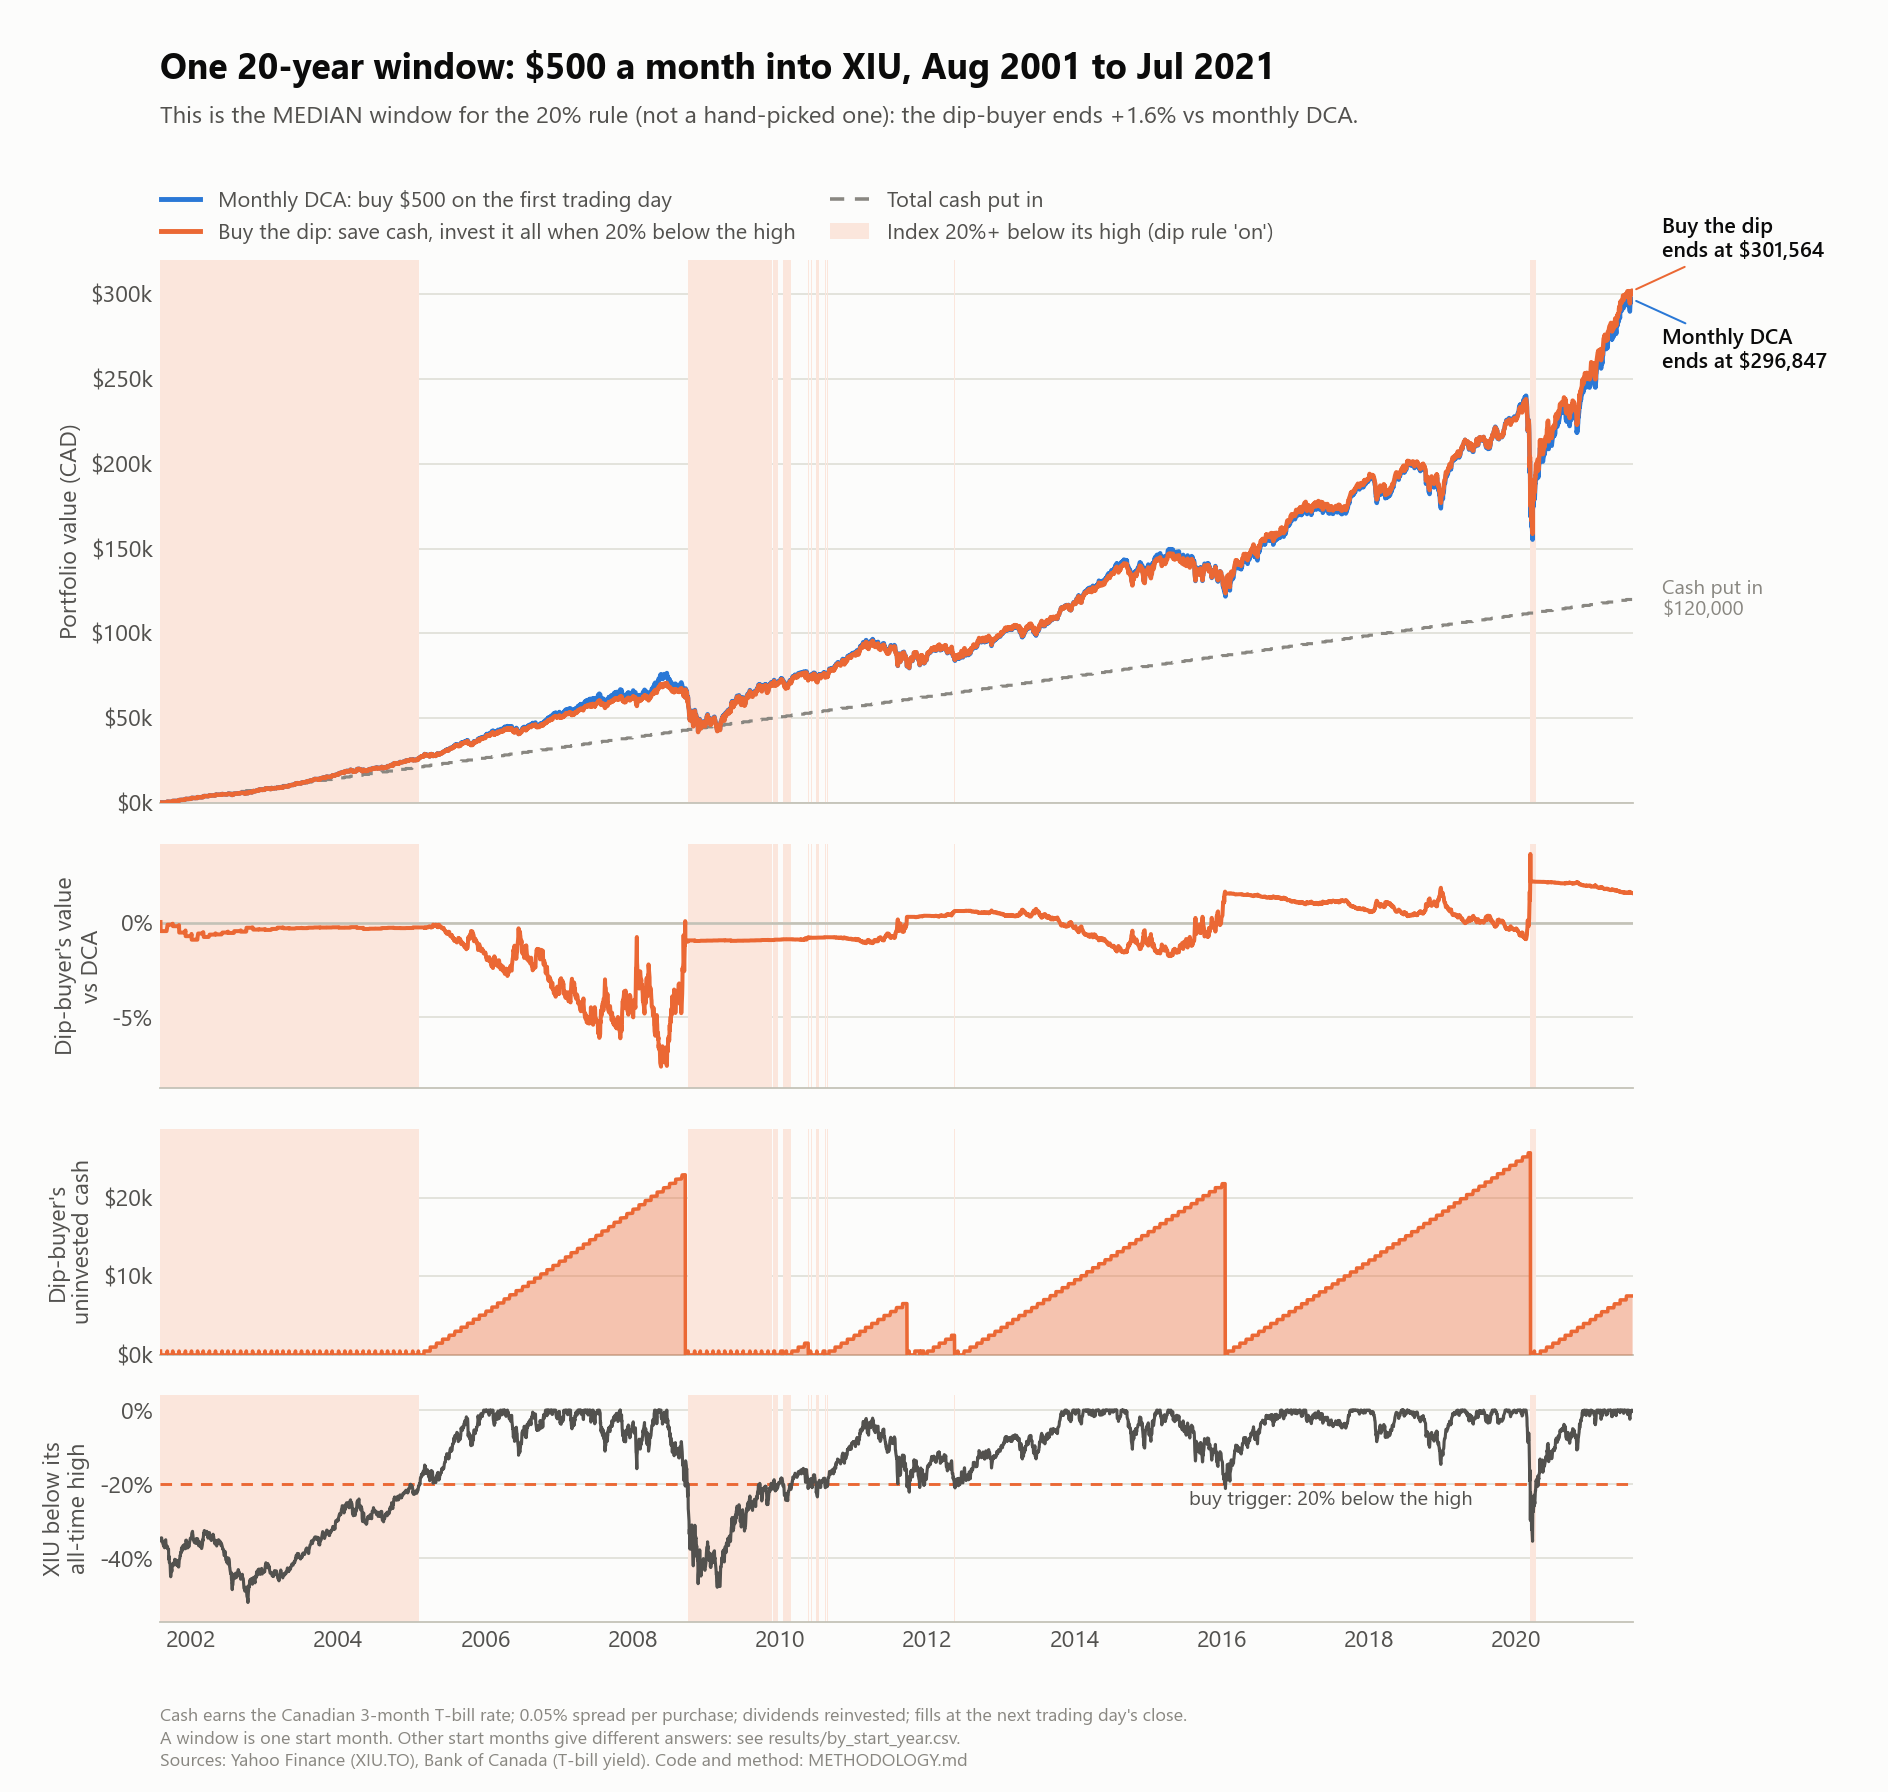 One 20-year window: $500 a month into XIU, Aug 2001 to Jul 2021
This is the MEDIAN window for the 20% rule (not a hand-picked one): the dip-buyer ends +1.6% vs monthly DCA.
Monthly DCA: buy $500 on the first trading day
Buy the dip: save cash, invest it all when 20% below the high
Total cash put in
Index 20%+ below its high (dip rule 'on')
Buy the dip
ends at $301,564
Monthly DCA
ends at $296,847
Cash put in
$120,000
Portfolio value (CAD)
$300k
$250k
$200k
$150k
$100k
$50k
$0k
Dip-buyer's value
vs DCA
0%
-5%
Dip-buyer's
uninvested cash
$20k
$10k
$0k
XIU below its
all-time high
0%
-20%
-40%
buy trigger: 20% below the high
2002
2004
2006
2008
2010
2012
2014
2016
2018
2020
Cash earns the Canadian 3-month T-bill rate; 0.05% spread per purchase; dividends reinvested; fills at the next trading day's close.
A window is one start month. Other start months give different answers: see results/by_start_year.csv.
Sources: Yahoo Finance (XIU.TO), Bank of Canada (T-bill yield). Code and method: METHODOLOGY.md